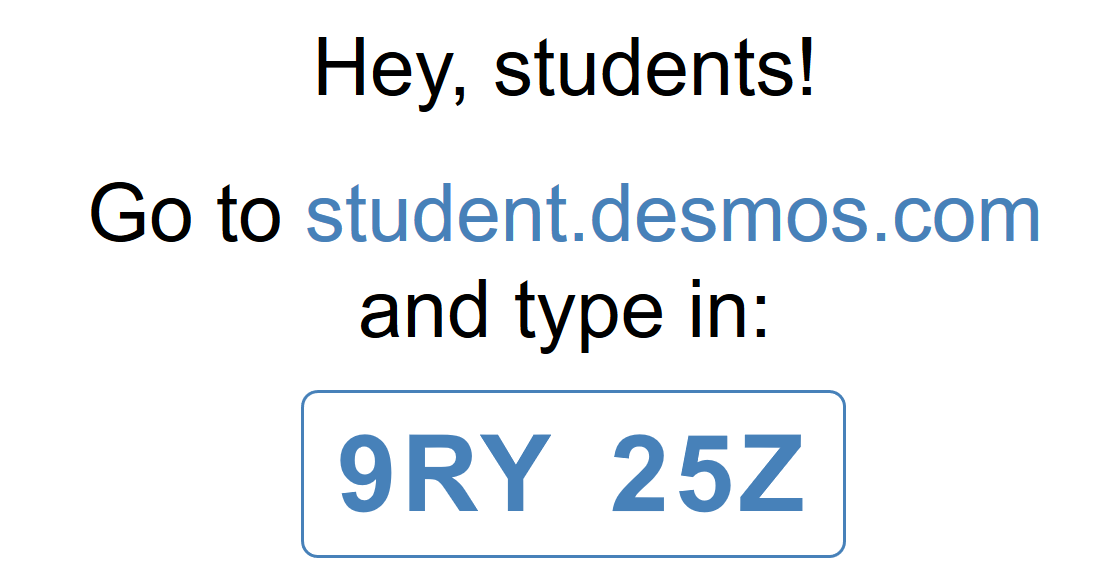 Hey, students!
Go to student.desmos.com
and type in:
9RY 25Z